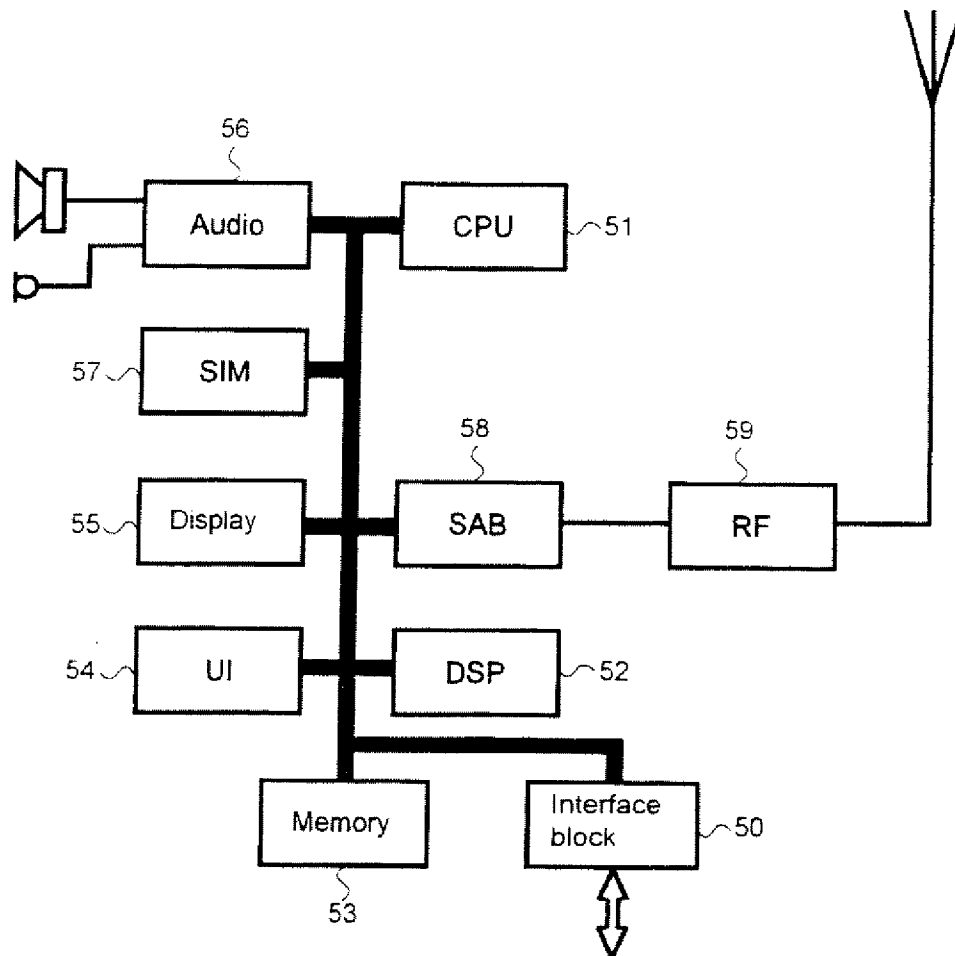 56
Audio
CPU
51
57
SIM
58
59
55
Display
SAB
RF
54
UI
DSP
52
Memory
Interface
block
50
53